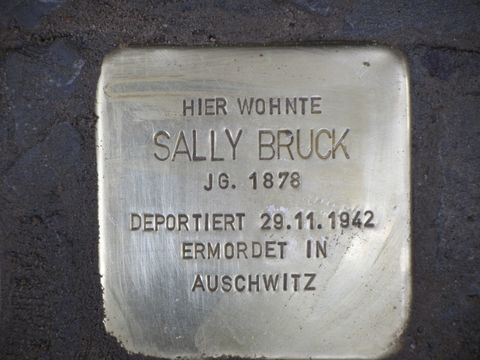 HIER WOHNTE
SALLY BRUCK
JG. 1878
DEPORTIERT 29.11.1942
ERMORDET IN
AUSCHWITZ